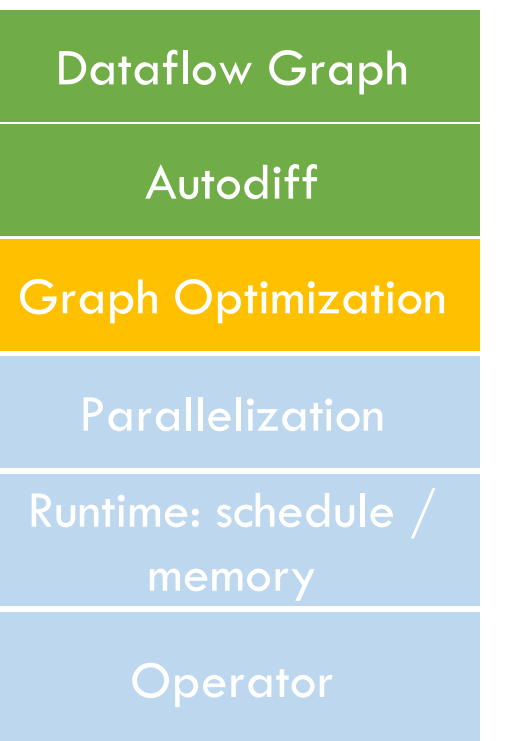 Dataflow Graph
Autodiff
Graph Optimization
Parallelization
Runtime: schedule /
memory
Operator